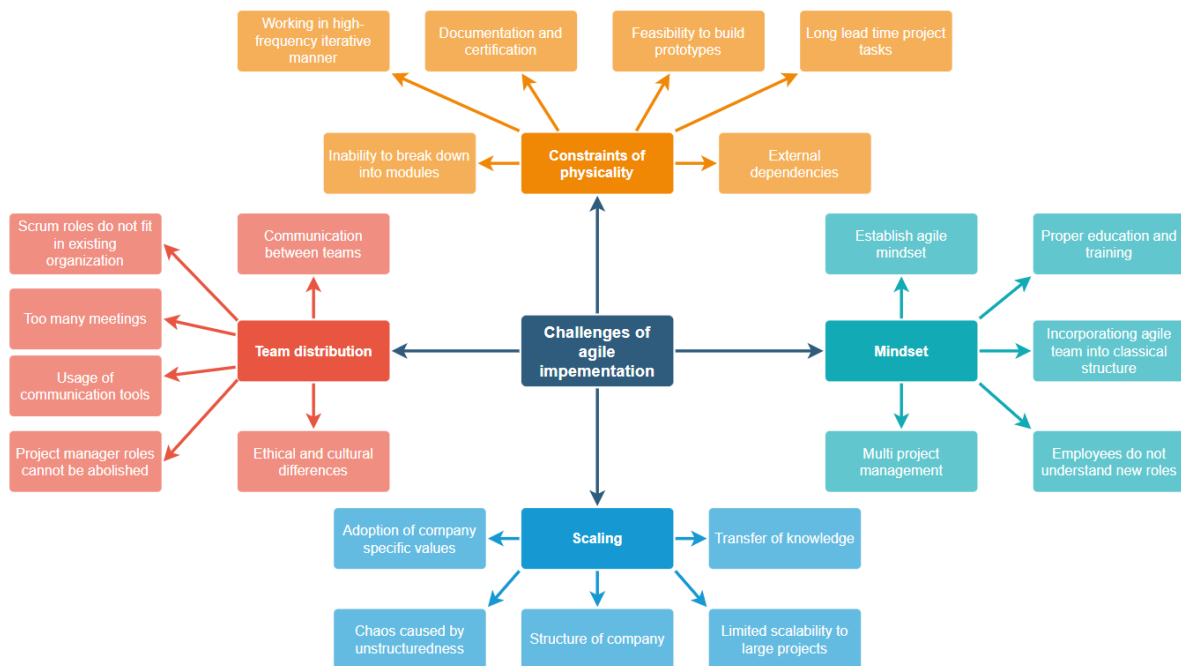 Working in high-
frequency iterative
manner
Documentation and
certification
Feasibility to build
prototypes
Long lead time project
tasks
Inability to break down
into modules
Constraints of
physicality
External
dependencies
Scrum roles do not fit
in existing
organization
Communication
between teams
Establish agile
mindset
Proper education and
training
Too many meetings
Team distribution
Challenges of
agile
impementation
Mindset
Incorporationg agile
team into classical
structure
Usage of
communication tools
Project manager roles
cannot be abolished
Ethical and cultural
differences
Multi project
management
Employees do not
understand new roles
Adoption of company
specific values
Scaling
Transfer of knowledge
Chaos caused by
unstructuredness
Structure of company
Limited scalability to
large projects